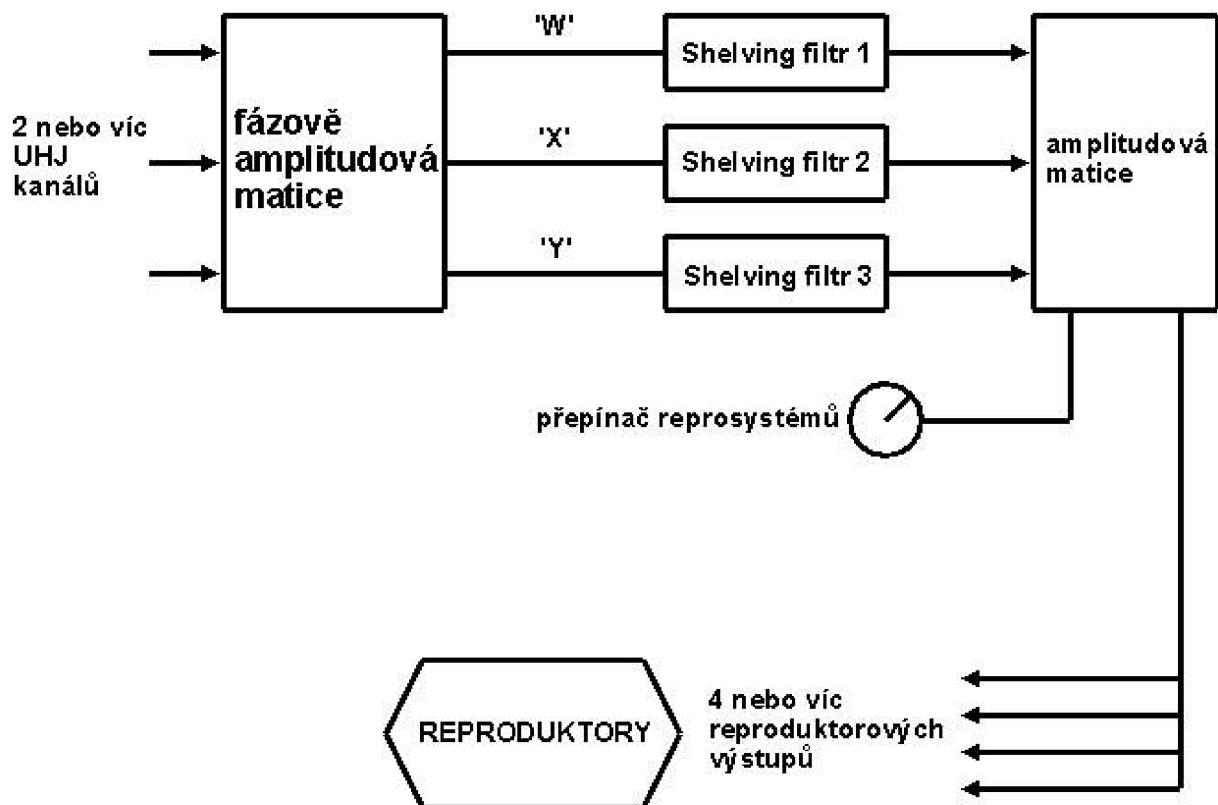 2 nebo víc
UHJ
kanálů
fázově
amplitudová
matice
'W'
'X'
'Y'
Shelving filtr 1
Shelving filtr 2
Shelving filtr 3
amplitudová
matice
přepínač reprosystémů
REPRODUKTORY
4 nebo víc
reproduktorových
výstupů